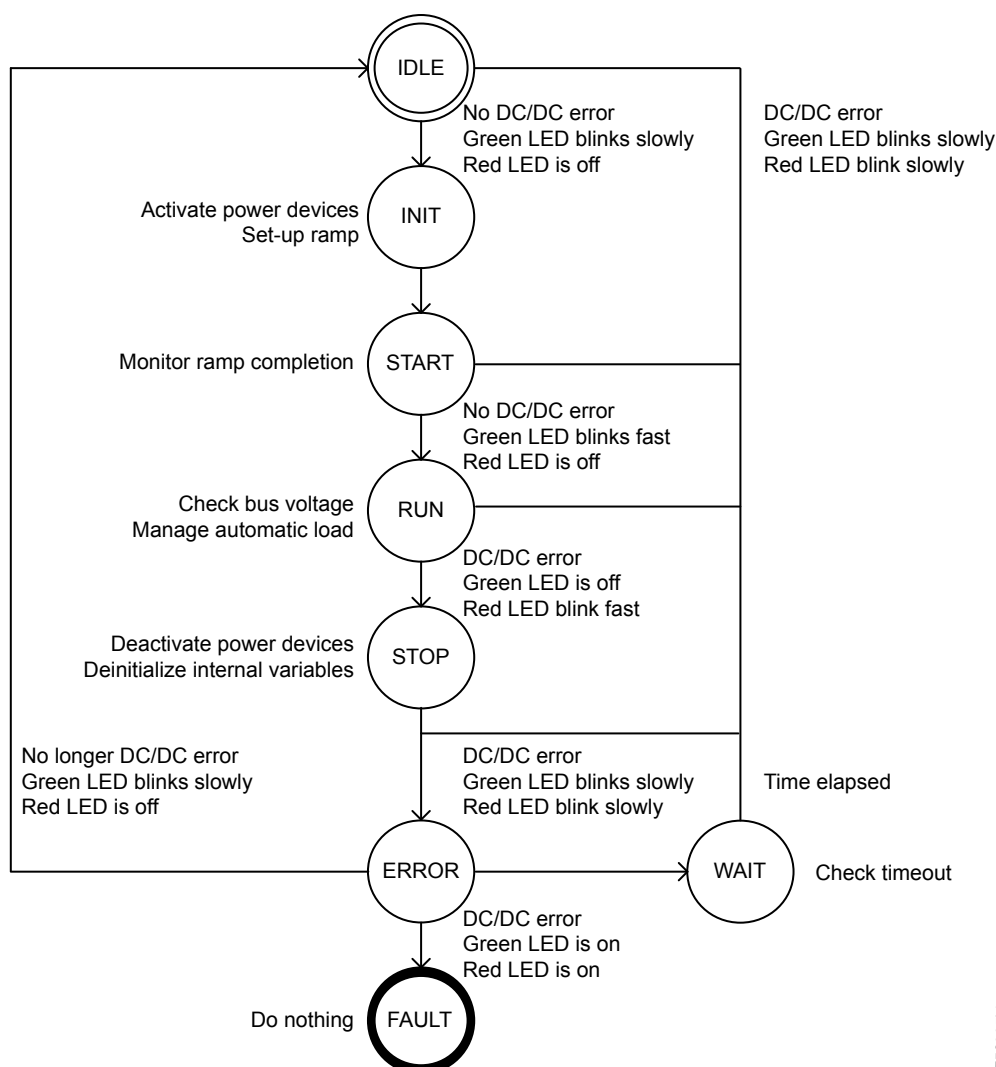 IDLE
No DC/DC error
Green LED blinks slowly
Red LED is off
DC/DC error
Green LED blinks slowly
Red LED blink slowly
Activate power devices
Set-up ramp
INIT
Monitor ramp completion
START
No DC/DC error
Green LED blinks fast
Red LED is off
Check bus voltage
Manage automatic load
RUN
DC/DC error
Green LED is off
Red LED blink fast
Deactivate power devices
Deinitialize internal variables
STOP
No longer DC/DC error
Green LED blinks slowly
Red LED is off
DC/DC error
Green LED blinks slowly
Red LED blink slowly
Time elapsed
ERROR
WAIT
Check timeout
DC/DC error
Green LED is on
Red LED is on
Do nothing
FAULT